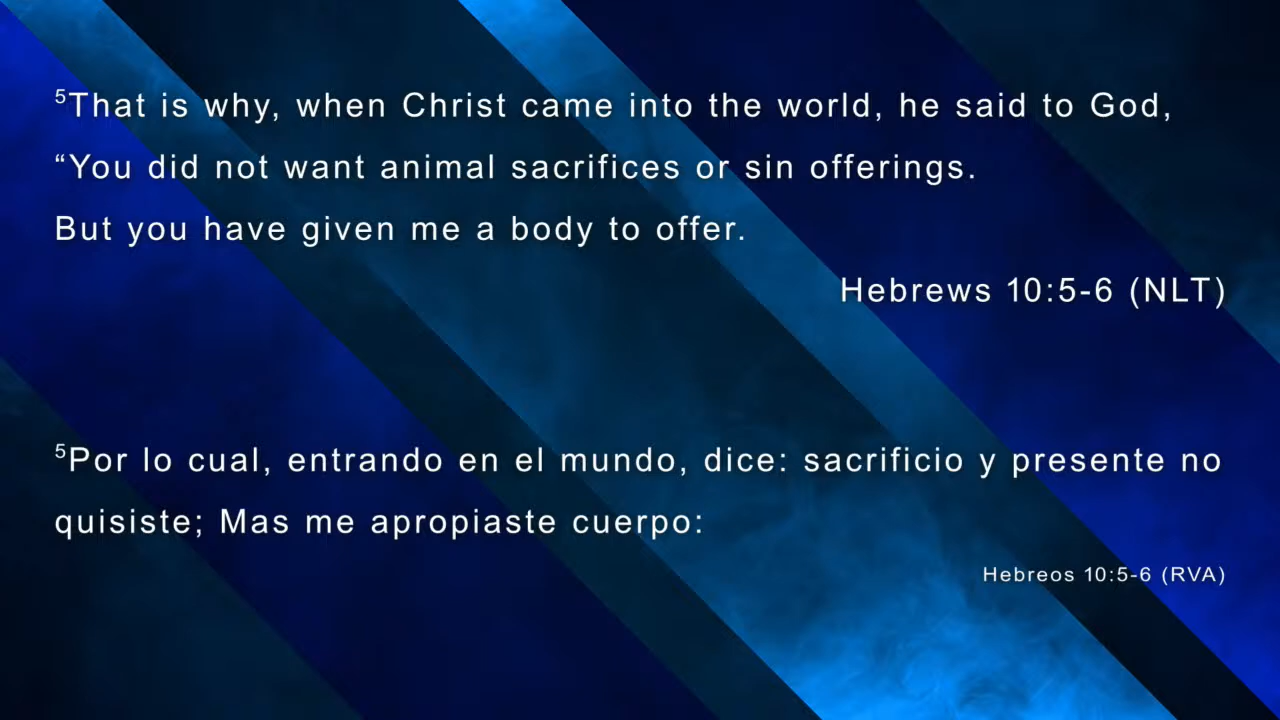 ⁵That is why, when Christ came into the world, he said to God,
“You did not want animal sacrifices or sin offerings.
But you have given me a body to offer.
Hebrews 10:5-6 (NLT)
⁵Por lo cual, entrando en el mundo, dice: sacrificio y presente no
quisiste; Mas me apropiaste cuerpo:
Hebreos 10:5-6 (RVA)